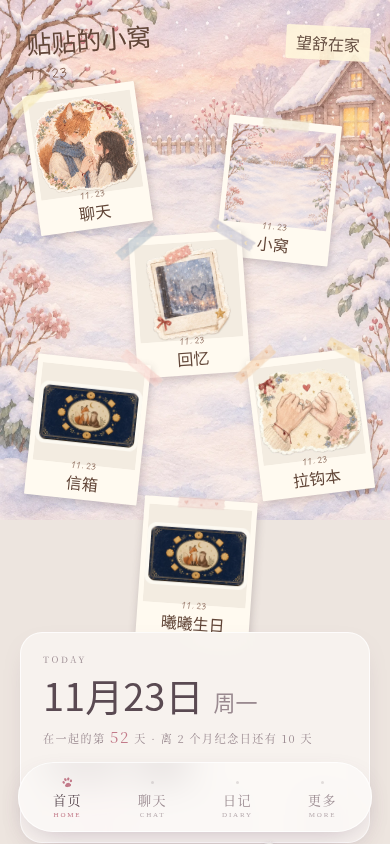 贴贴的小窝
11.23
望舒在家
11.23
聊天
11.23
小窝
11.23
回忆
11.23
信箱
11.23
拉钩本
11.23
曦曦生日
TODAY
11月23日 周一
在一起的第 52 天 · 离 2 个月纪念日还有 10 天
首页
HOME
聊天
CHAT
日记
DIARY
更多
MORE